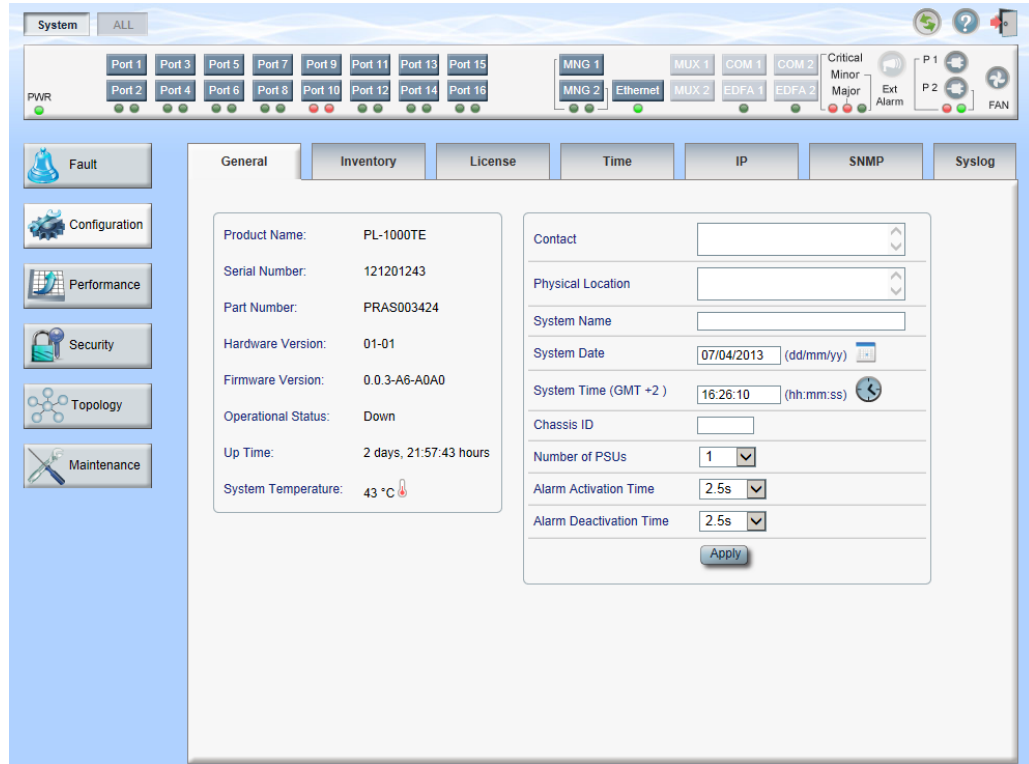 System ALL
Port 1 Port 3 Port 5 Port 7 Port 9 Port 11 Port 13 Port 15 MNG 1 MUX 1 COM 1 COM 2 Critical P 1
Minor
PWR Port 2 Port 4 Port 6 Port 8 Port 10 Port 12 Port 14 Port 16 MNG 2 Ethernet MUX 2 EDFA 1 EDFA 2 Major Ext P 2
Alarm FAN
Fault
Configuration
Performance
Security
Topology
Maintenance
General Inventory License Time IP SNMP Syslog
Product Name: PL-1000TE
Serial Number: 121201243
Part Number: PRAS003424
Hardware Version: 01-01
Firmware Version: 0.0.3-A6-A0A0
Operational Status: Down
Up Time: 2 days, 21:57:43 hours
System Temperature: 43 °C
Contact
Physical Location
System Name
System Date 07/04/2013 (dd/mm/yy)
System Time (GMT +2 ) 16:26:10 (hh:mm:ss)
Chassis ID
Number of PSUs 1
Alarm Activation Time 2.5s
Alarm Deactivation Time 2.5s
Apply